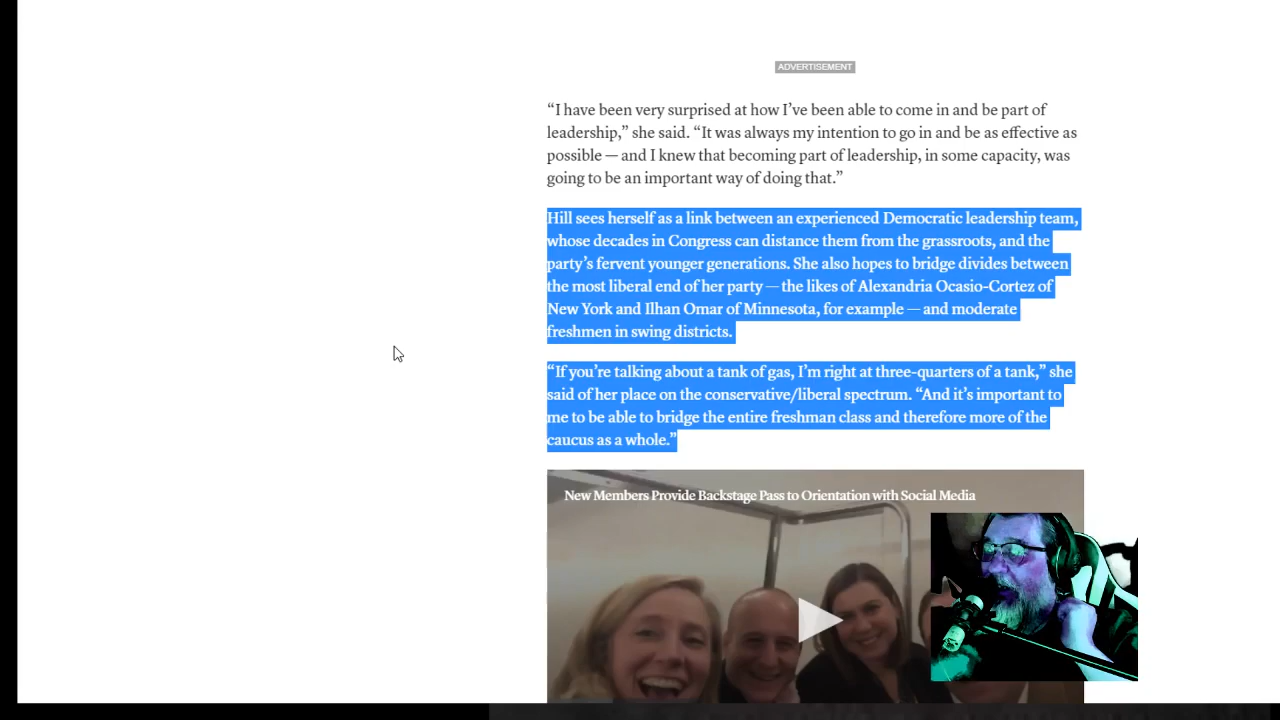 ADVERTISEMENT
“I have been very surprised at how I’ve been able to come in and be part of
leadership,” she said. “It was always my intention to go in and be as effective as
possible — and I knew that becoming part of leadership, in some capacity, was
going to be an important way of doing that.”
Hill sees herself as a link between an experienced Democratic leadership team,
whose decades in Congress can distance them from the grassroots, and the
party’s fervent younger generations. She also hopes to bridge divides between
the most liberal end of her party — the likes of Alexandria Ocasio-Cortez of
New York and Ilhan Omar of Minnesota, for example — and moderate
freshmen in swing districts.
“If you’re talking about a tank of gas, I’m right at three-quarters of a tank,” she
said of her place on the conservative/liberal spectrum. “And it’s important to
me to be able to bridge the entire freshman class and therefore more of the
caucus as a whole.”
New Members Provide Backstage Pass to Orientation with Social Media